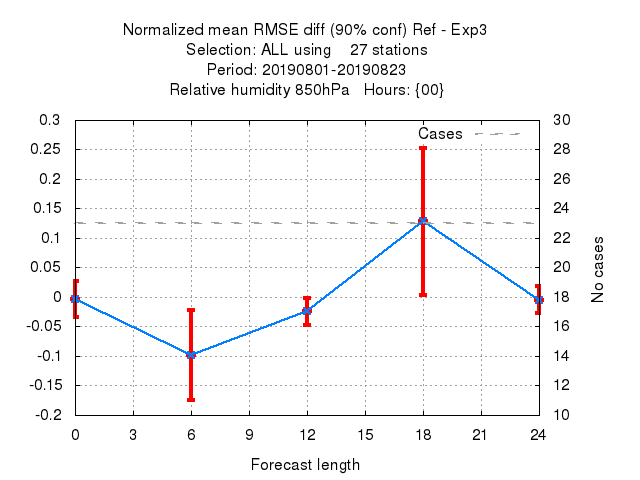 Normalized mean RMSE diff (90% conf) Ref - Exp3
Selection: ALL using    27 stations
Period: 20190801-20190823
Relative humidity 850hPa   Hours: {00}
Cases
0.3
0.25
0.2
0.15
0.1
0.05
0
-0.05
-0.1
-0.15
-0.2
30
28
26
24
22
20
18
16
14
12
10
No cases
0 3 6 9 12 15 18 21 24
Forecast length